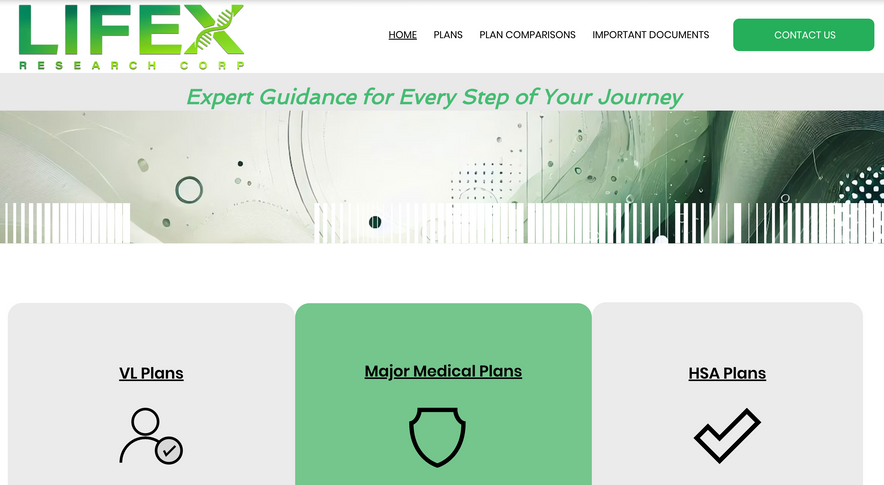 LIFEX
RESEARCH CORP
HOME PLANS PLAN COMPARISONS IMPORTANT DOCUMENTS CONTACT US
Expert Guidance for Every Step of Your Journey
VL Plans Major Medical Plans HSA Plans